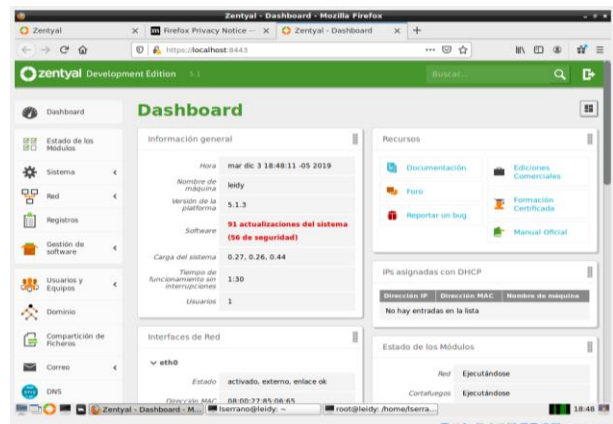 Zentyal - Dashboard - Mozilla Firefox
Zentyal
Firefox Privacy Notice —
Zentyal - Dashboard
https://localhost:8443
zentyal Development Edition 5.1
Buscar...
Dashboard
Estado de los
Módulos
Sistema
Red
Registros
Gestión de
software
Usuarios y
Equipos
Dominio
Compartición de
ficheros
Correo
DNS
Dashboard
Información general
Hora mar dic 3 18:48:11 -05 2019
Nombre de
máquina leidy
Versión de la
plataforma 5.1.3
Software 91 actualizaciones del sistema
(56 de seguridad)
Carga del sistema 0.27, 0.26, 0.44
Tiempo de
funcionamiento sin
interrupciones 1:30
Usuarios 1
Interfaces de Red
eth0
Estado activado, externo, enlace ok
Dirección MAC 08:00:27:85:06:65
Recursos
Documentación
Foro
Reportar un bug
Ediciones
Comerciales
Formación
Certificada
Manual Oficial
IPs asignadas con DHCP
Dirección IP Dirección MAC Nombre de máquina
No hay entradas en la lista
Estado de los Módulos
Red Ejecutándose
Cortafuegos Ejecutándose
Zentyal - Dashboard - M...
lserrano@leidy: ~
root@leidy: /home/lserra...
18:48